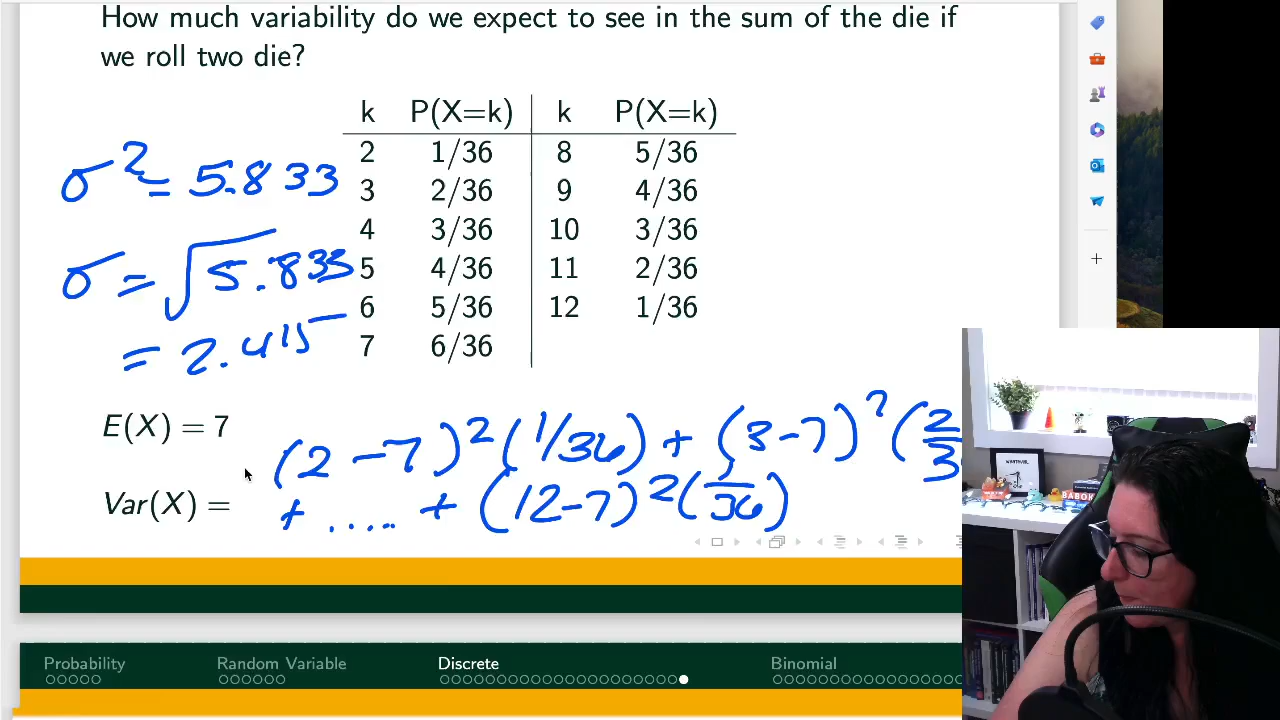 How much variability do we expect to see in the sum of the die if
we roll two die?
k P(X=k) k P(X=k)
2 1/36 8 5/36
3 2/36 9 4/36
4 3/36 10 3/36
5 4/36 11 2/36
6 5/36 12 1/36
7 6/36
σ² = 5.833
σ = √5.833
= 2.415
E(X) = 7
(2 - 7)² (1/36) + (3-7)² (2/3
Var(X) =
+ ..... + (12-7)² (1/36)
Probability Random Variable Discrete Binomial
WHATEVER.
BABOK